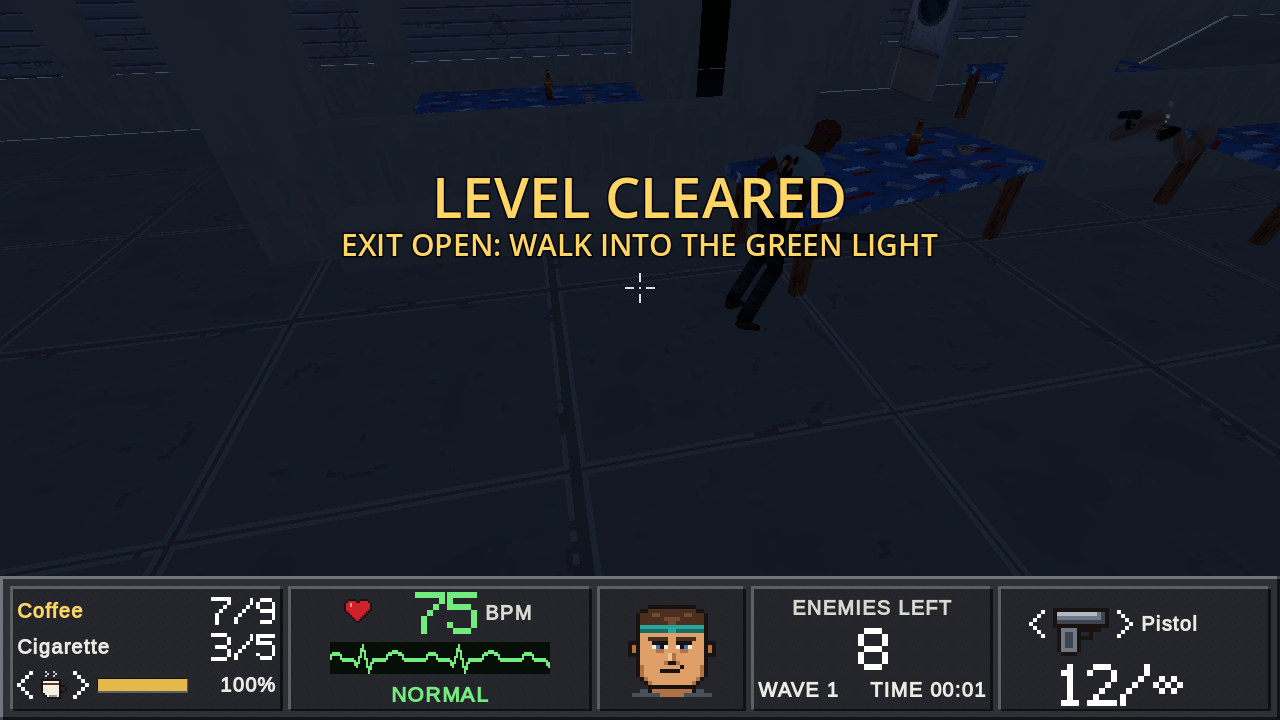 LEVEL CLEARED
EXIT OPEN: WALK INTO THE GREEN LIGHT
Coffee 7/9
Cigarette 3/5
100%
75 BPM
NORMAL
ENEMIES LEFT
8
WAVE 1 TIME 00:01
Pistol
12/∞